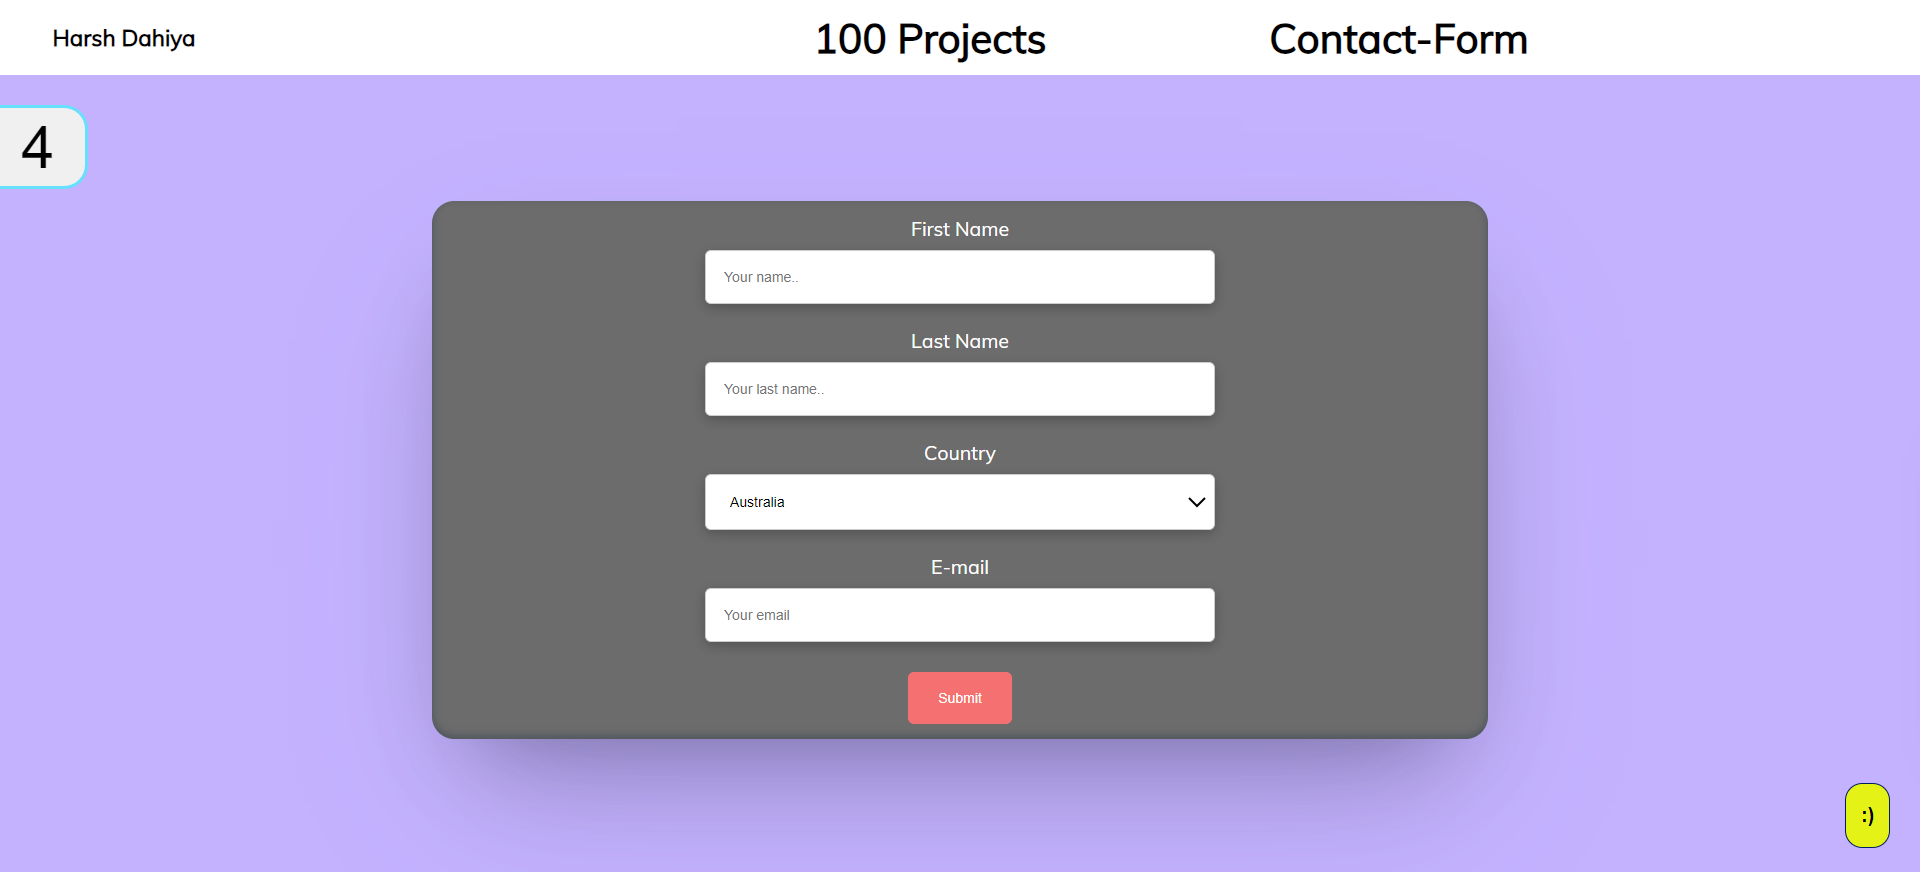 Harsh Dahiya
100 Projects
Contact-Form
4
First Name
Your name..
Last Name
Your last name..
Country
Australia
E-mail
Your email
Submit
:)